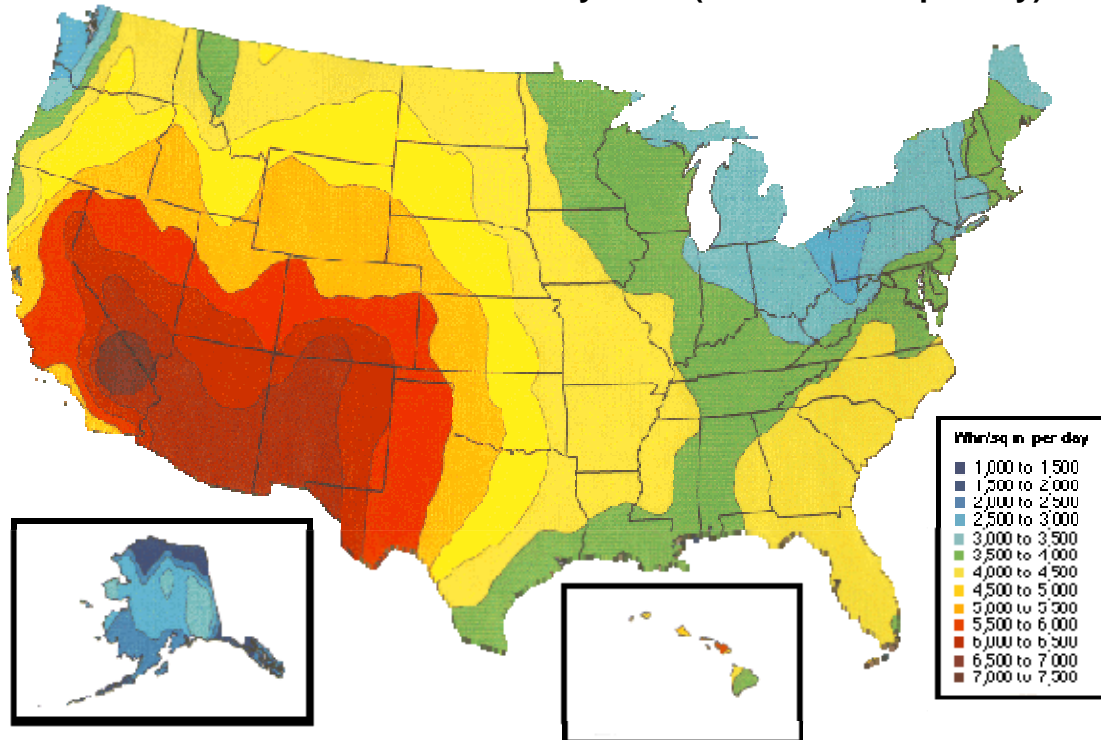 Whr/sq m per day
1,000 to 1,500
1,500 to 2,000
2,000 to 2,500
2,500 to 3,000
3,000 to 3,500
3,500 to 4,000
4,000 to 4,500
4,500 to 5,000
5,000 to 5,500
5,500 to 6,000
6,000 to 6,500
6,500 to 7,000
7,000 to 7,500